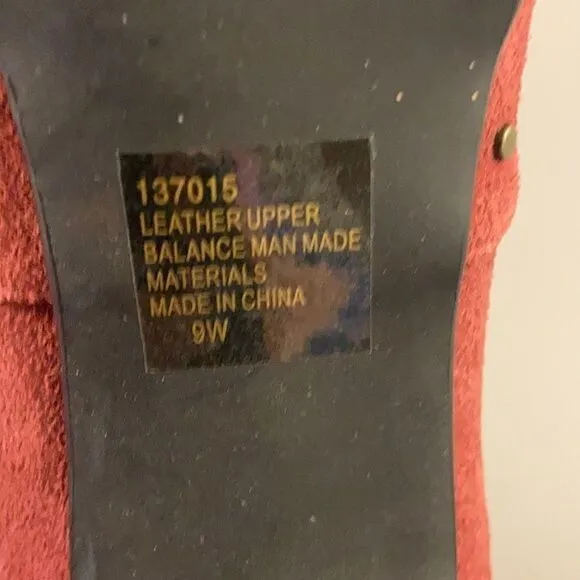 137015
LEATHER UPPER
BALANCE MAN MADE
MATERIALS
MADE IN CHINA
9W